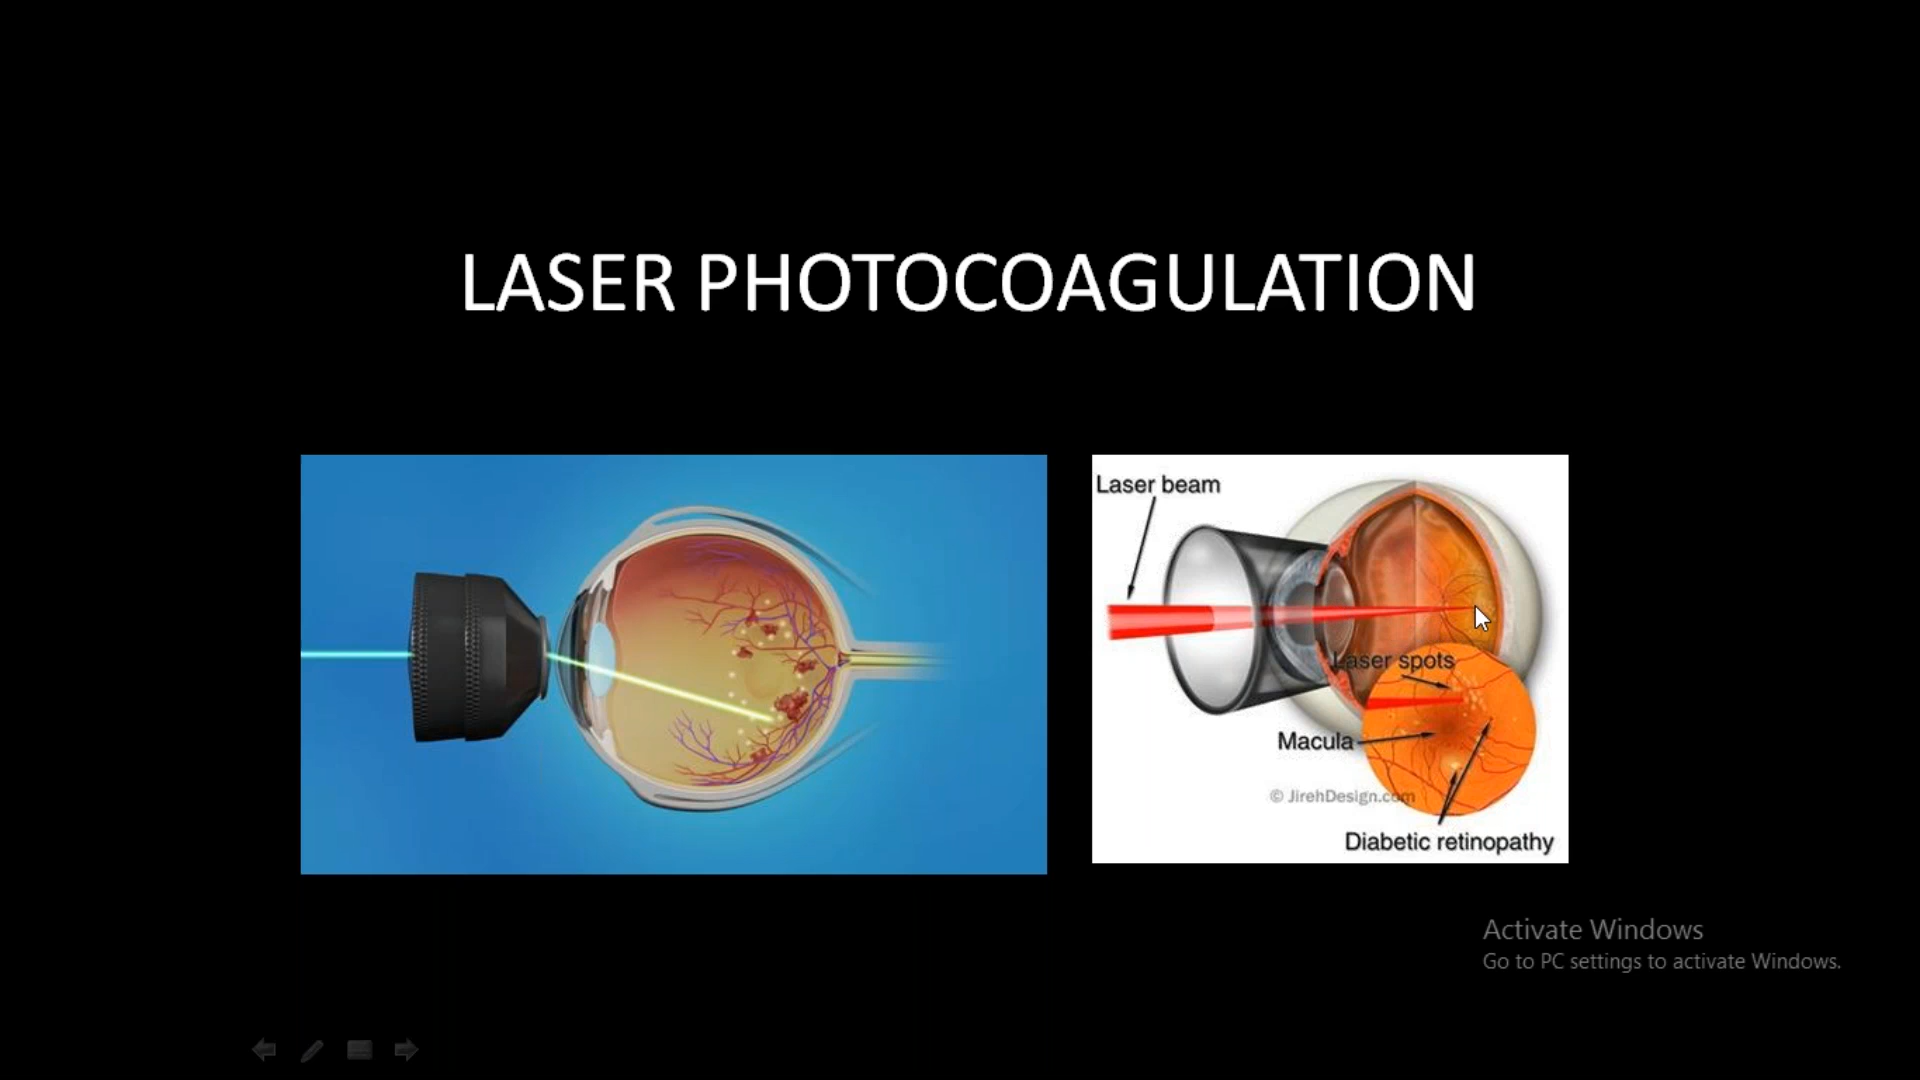 LASER PHOTOCOAGULATION
Laser beam
Laser spots
Macula
© JirehDesign.com
Diabetic retinopathy
Activate Windows
Go to PC settings to activate Windows.